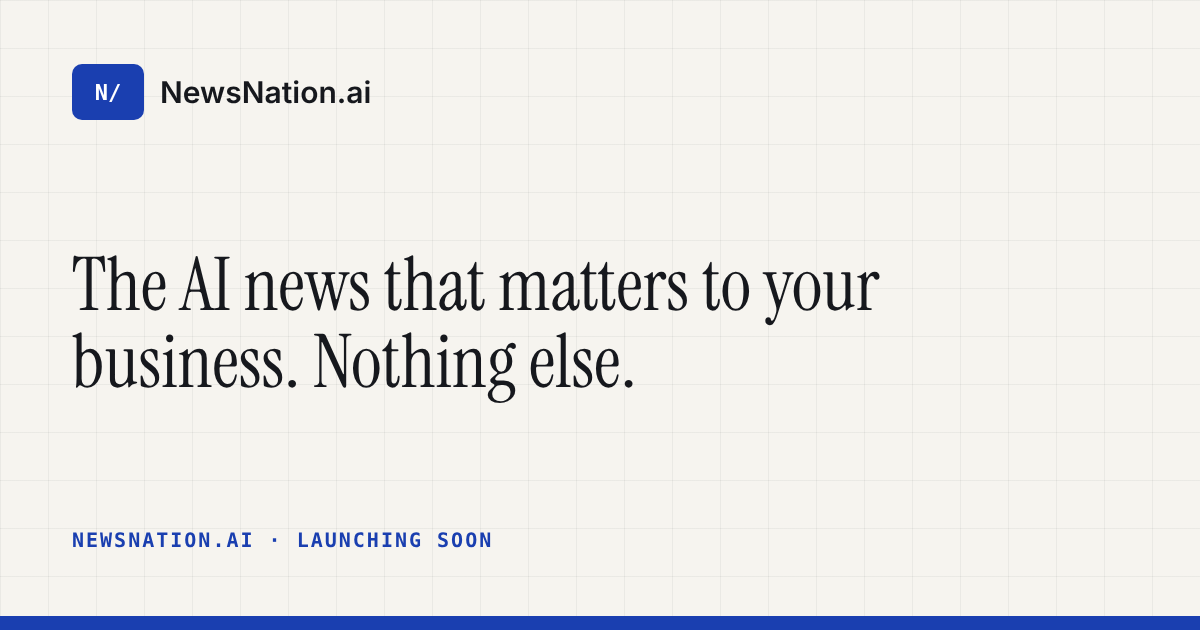 N/ NewsNation.ai
The AI news that matters to your
business. Nothing else.
NEWSNATION.AI · LAUNCHING SOON